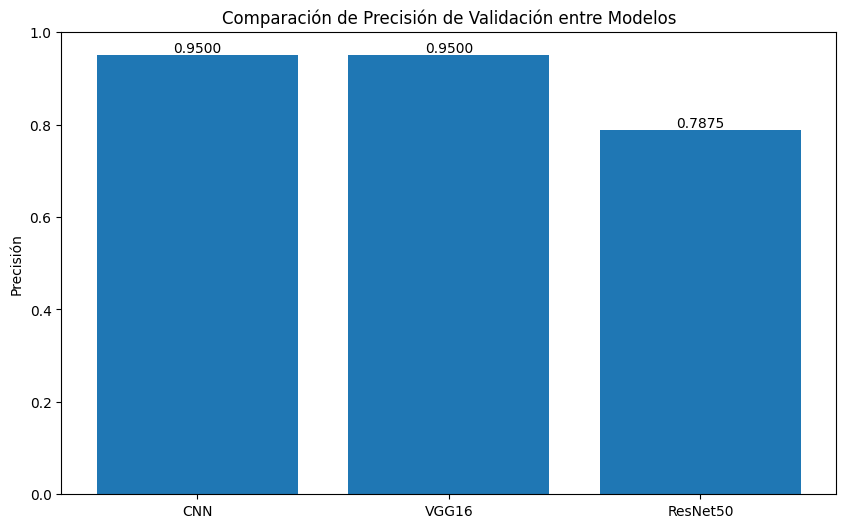 Comparación de Precisión de Validación entre Modelos
1.0
0.9500
0.9500
0.8
0.7875
0.6
Precisión
0.4
0.2
0.0
CNN
VGG16
ResNet50